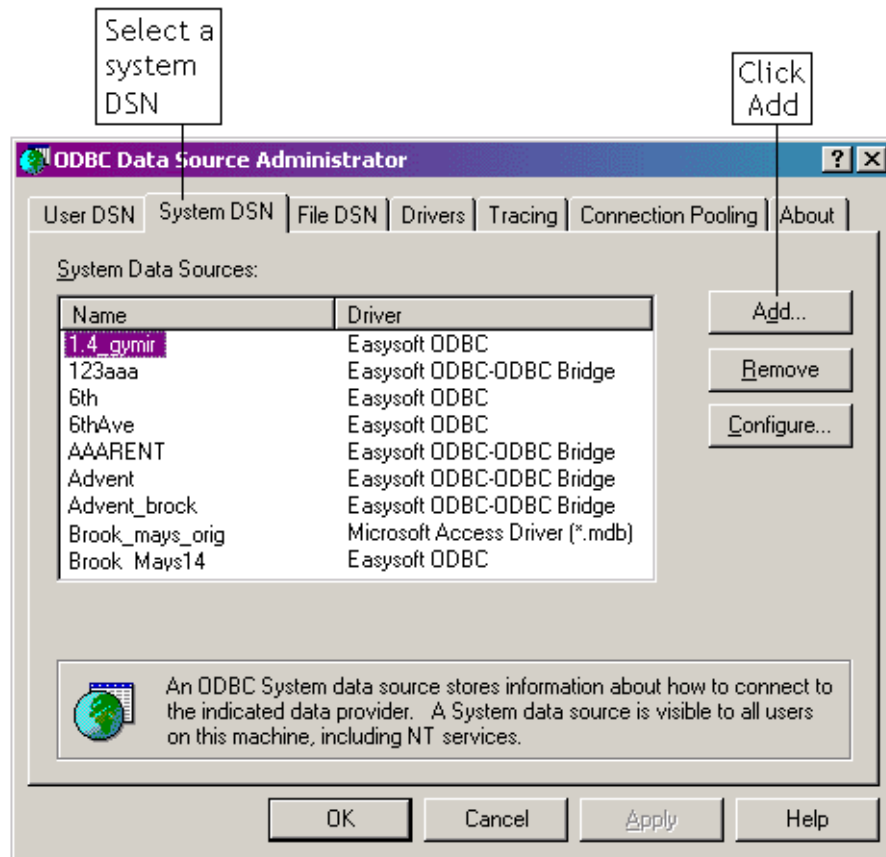 Select a
system
DSN
Click
Add
ODBC Data Source Administrator
User DSN System DSN File DSN Drivers Tracing Connection Pooling About
System Data Sources:
Name Driver
1.4_gymir Easysoft ODBC
123aaa Easysoft ODBC-ODBC Bridge
6th Easysoft ODBC
6thAve Easysoft ODBC
AAARENT Easysoft ODBC-ODBC Bridge
Advent Easysoft ODBC-ODBC Bridge
Advent_brock Easysoft ODBC-ODBC Bridge
Brook_mays_orig Microsoft Access Driver (*.mdb)
Brook Mays14 Easysoft ODBC
Add...
Remove
Configure...
An ODBC System data source stores information about how to connect to
the indicated data provider. A System data source is visible to all users
on this machine, including NT services.
OK Cancel Apply Help